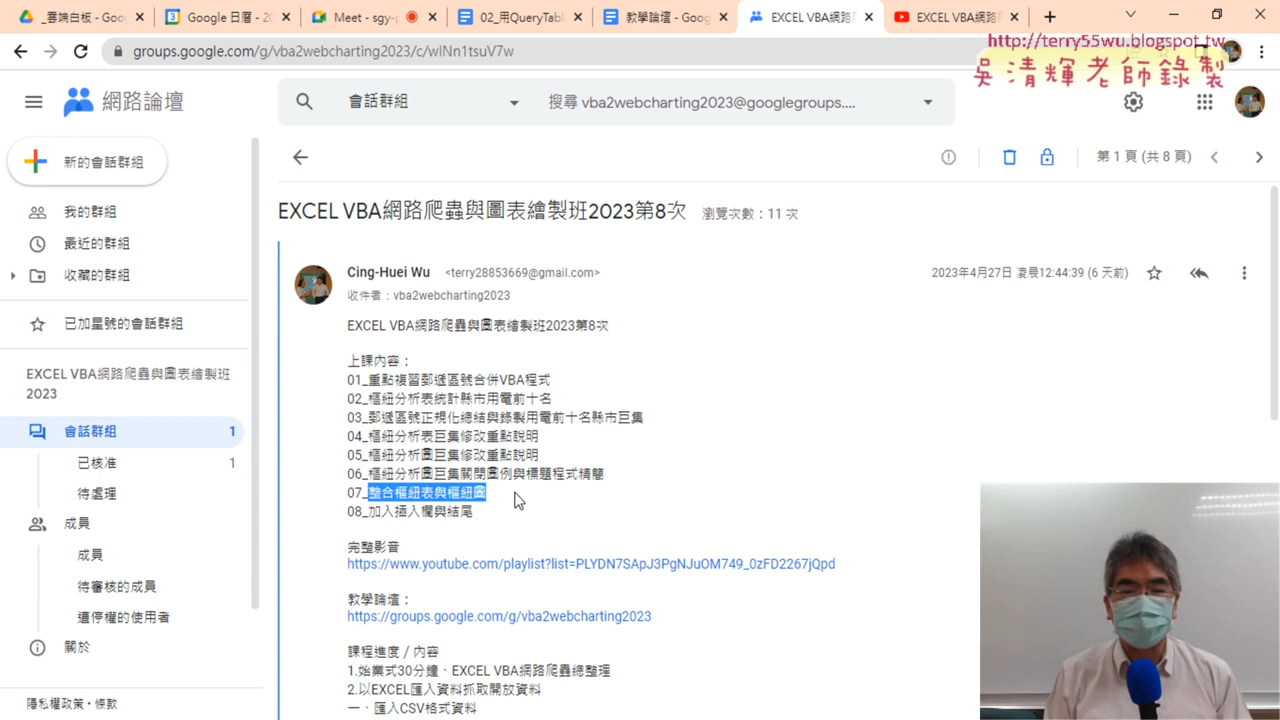 _雲端白板 - Goo
Google 日曆 - 20
Meet - sgy-p
02_用QueryTabl
教學論壇 - Goog
EXCEL VBA網路
EXCEL VBA網路
groups.google.com/g/vba2webcharting2023/c/wlNn1tsuV7w
http://terry55wu.blogspot.tw
吳清輝老師錄製
網路論壇
會話群組
搜尋 vba2webcharting2023@googlegroups....
新的會話群組
第 1 頁 (共 8 頁)
我的群組
最近的群組
收藏的群組
已加星號的會話群組
EXCEL VBA網路爬蟲與圖表繪製班
2023
會話群組 1
已核准 1
待處理
成員
成員
待審核的成員
遭停權的使用者
關於
隱私權政策 • 條款
EXCEL VBA網路爬蟲與圖表繪製班2023第8次 瀏覽次數：11 次
Cing-Huei Wu <terry28853669@gmail.com>
2023年4月27日 凌晨12:44:39 (6 天前)
收件者：vba2webcharting2023
EXCEL VBA網路爬蟲與圖表繪製班2023第8次
上課內容：
01_重點複習郵遞區號合併VBA程式
02_樞紐分析表統計縣市用電前十名
03_郵遞區號正規化總結與錄製用電前十名縣市巨集
04_樞紐分析表巨集修改重點說明
05_樞紐分析圖巨集修改重點說明
06_樞紐分析圖巨集關閉圖例與標題程式精簡
07_整合樞紐表與樞紐圖
08_加入插入欄與結尾
完整影音
https://www.youtube.com/playlist?list=PLYDN7SApJ3PgNJuOM749_0zFD2267jQpd
教學論壇：
https://groups.google.com/g/vba2webcharting2023
課程進度 / 內容
1.始業式30分鐘、EXCEL VBA網路爬蟲總整理
2.以EXCEL匯入資料抓取開放資料
一、匯入CSV格式資料